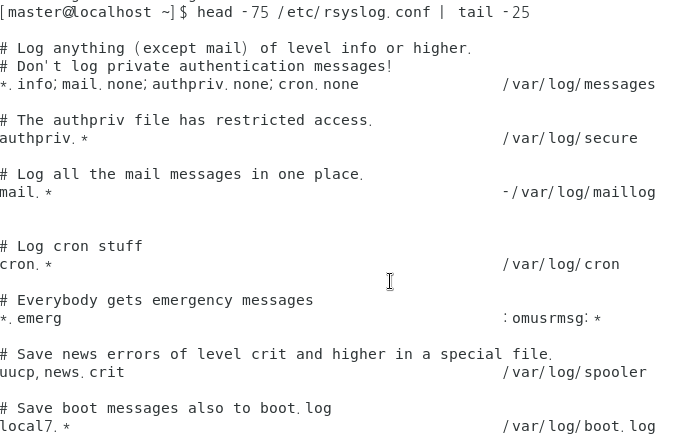 [master@localhost ~]$ head -75 /etc/rsyslog.conf | tail -25
# Log anything (except mail) of level info or higher.
# Don't log private authentication messages!
*.info;mail.none;authpriv.none;cron.none /var/log/messages
# The authpriv file has restricted access.
authpriv.* /var/log/secure
# Log all the mail messages in one place.
mail.* -/var/log/maillog
# Log cron stuff
cron.* /var/log/cron
# Everybody gets emergency messages
*.emerg :omusrmsg:*
# Save news errors of level crit and higher in a special file.
uucp,news.crit /var/log/spooler
# Save boot messages also to boot.log
local7.* /var/log/boot.log